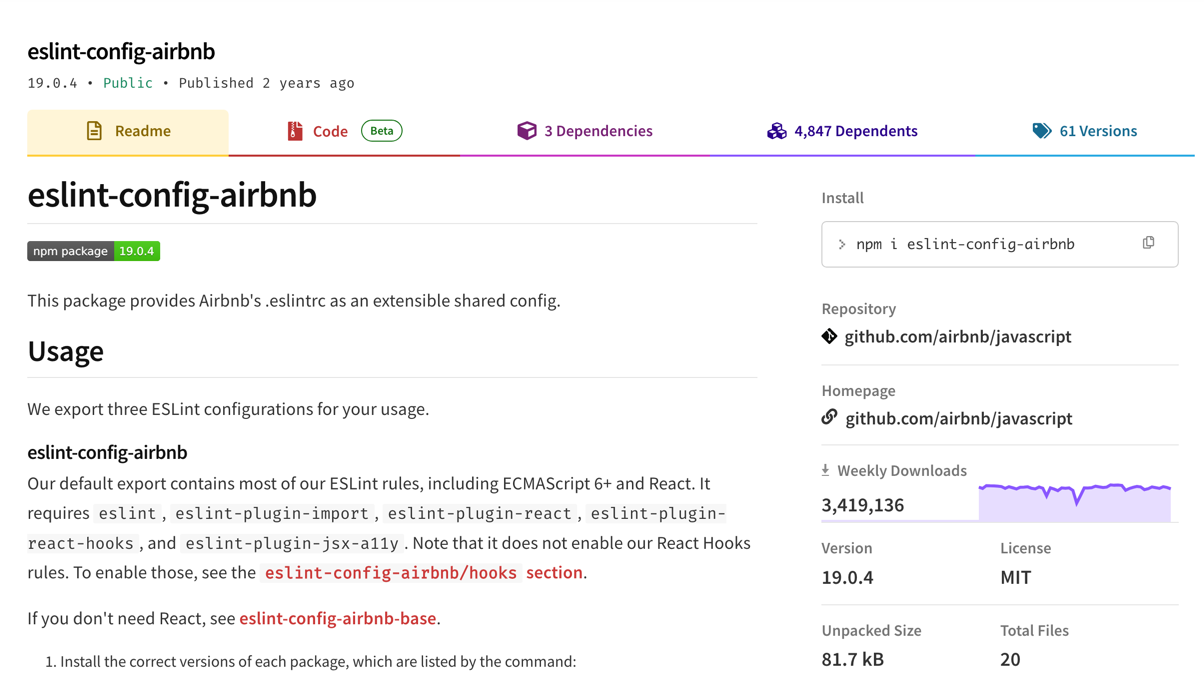 eslint-config-airbnb
19.0.4 • Public • Published 2 years ago
Readme
Code Beta
3 Dependencies
4,847 Dependents
61 Versions
eslint-config-airbnb
npm package 19.0.4
This package provides Airbnb's .eslintrc as an extensible shared config.
Usage
We export three ESLint configurations for your usage.
eslint-config-airbnb
Our default export contains most of our ESLint rules, including ECMAScript 6+ and React. It
requires eslint, eslint-plugin-import, eslint-plugin-react, eslint-plugin-
react-hooks, and eslint-plugin-jsx-a11y. Note that it does not enable our React Hooks
rules. To enable those, see the eslint-config-airbnb/hooks section.
If you don't need React, see eslint-config-airbnb-base.
1. Install the correct versions of each package, which are listed by the command:
Install
> npm i eslint-config-airbnb
Repository
github.com/airbnb/javascript
Homepage
github.com/airbnb/javascript
Weekly Downloads
3,419,136
Version
License
19.0.4
MIT
Unpacked Size
Total Files
81.7 kB
20